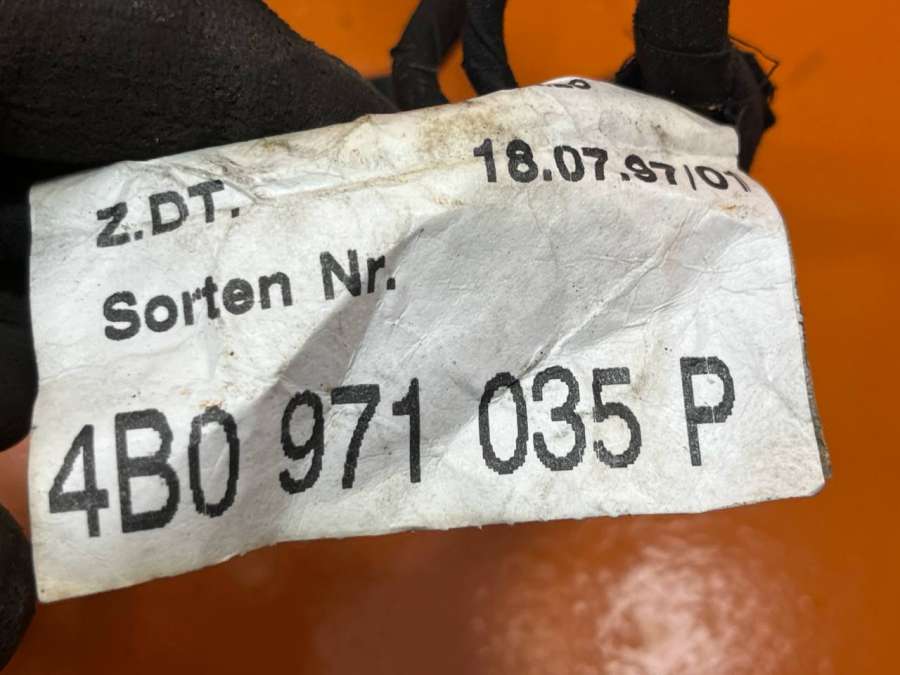 Z.DT. 18.07.97/01
Sorten Nr.
4B0 971 035 P